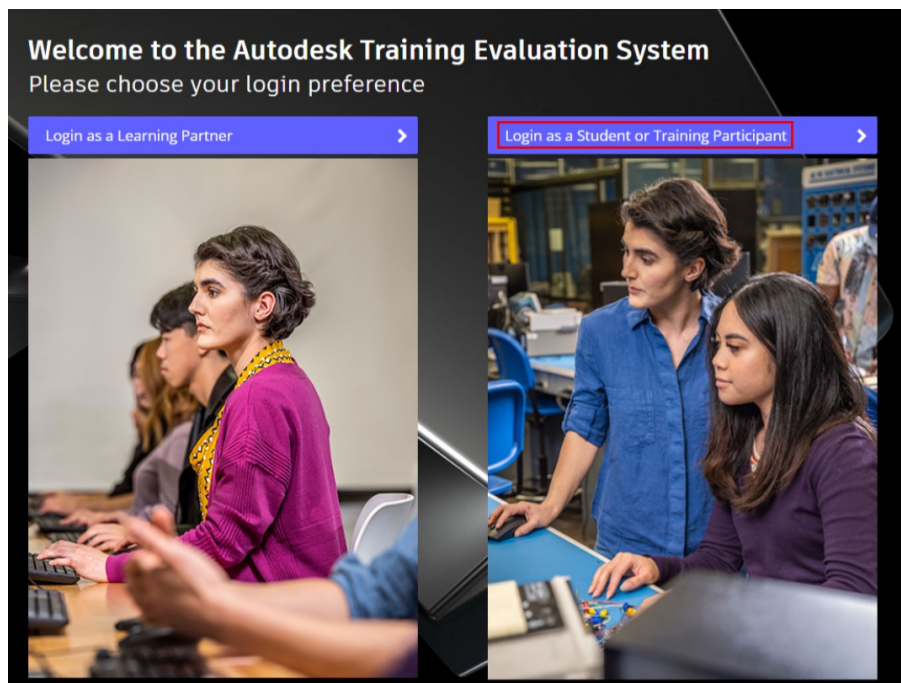 Welcome to the Autodesk Training Evaluation System
Please choose your login preference
Login as a Learning Partner
Login as a Student or Training Participant